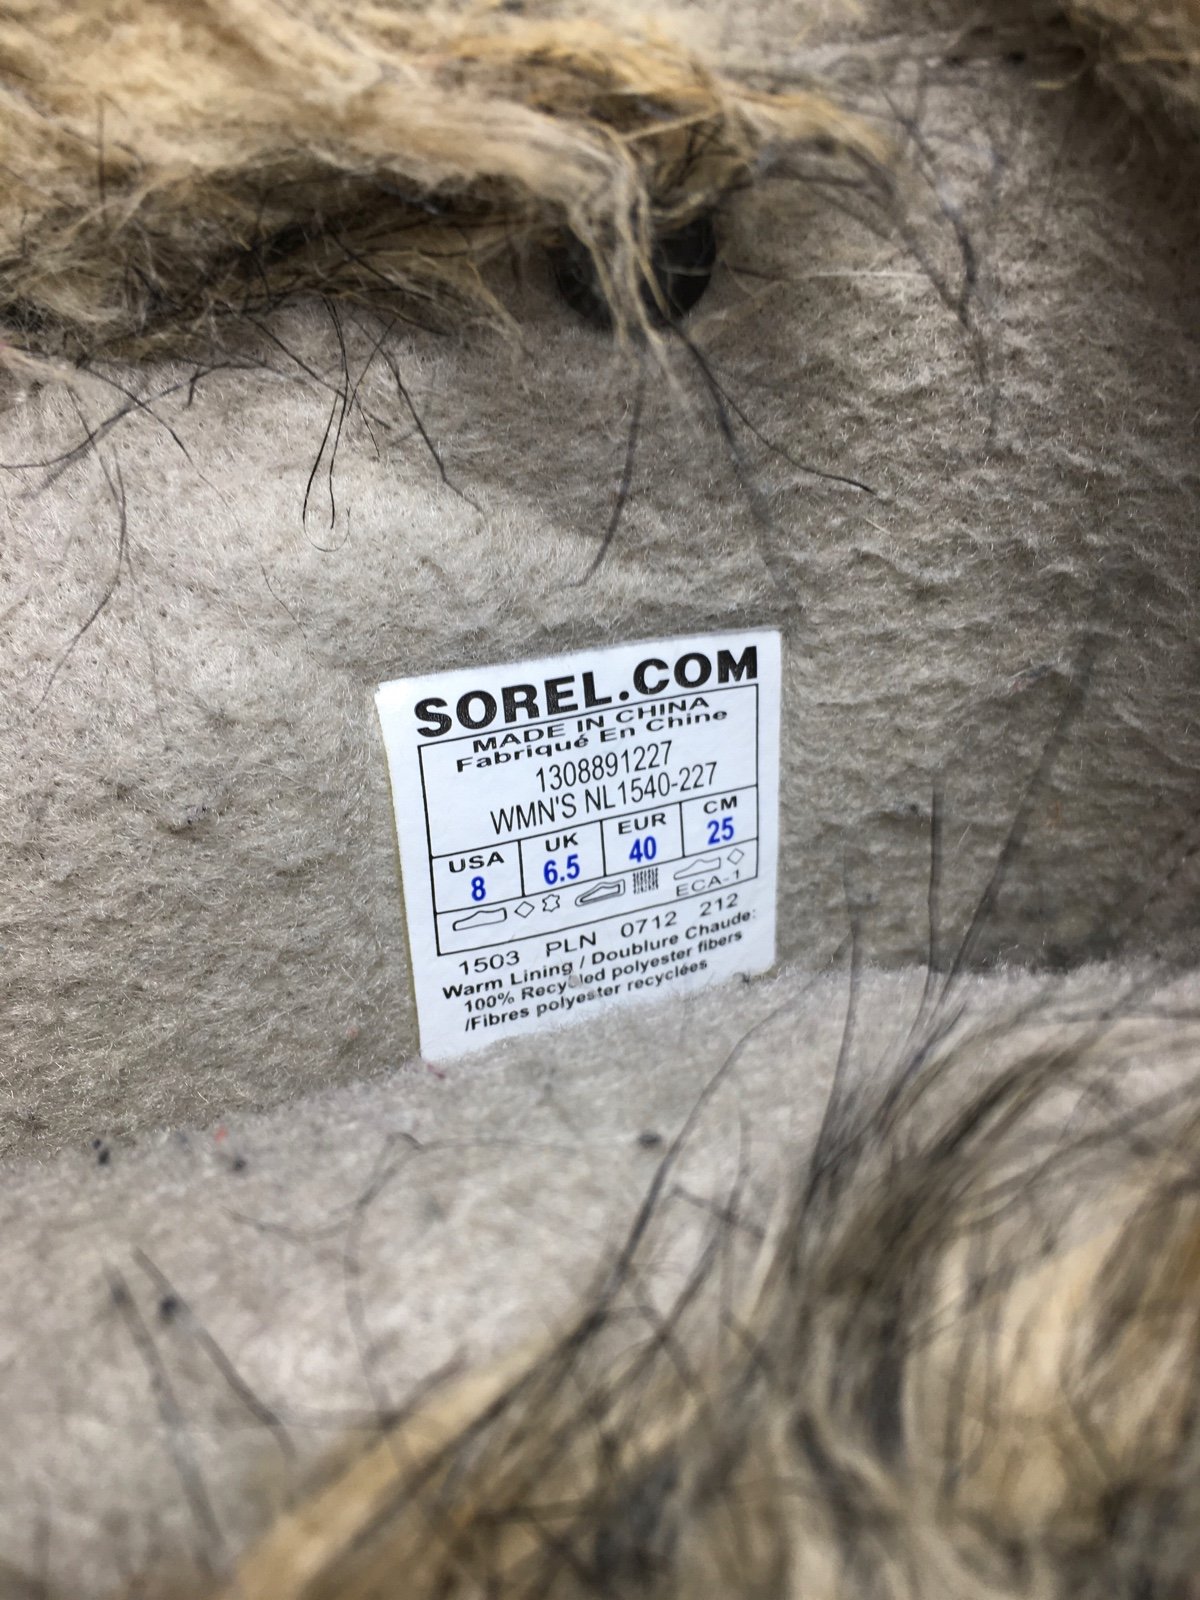 SOREL.COM
MADE IN CHINA
Fabriqué En Chine
1308891227
WMN'S NL1540-227
USA UK EUR CM
8 6.5 40 25
ECA-1
1503 PLN 0712 212
Warm Lining / Doublure Chaude:
100% Recycled polyester fibers
/Fibres polyester recyclées